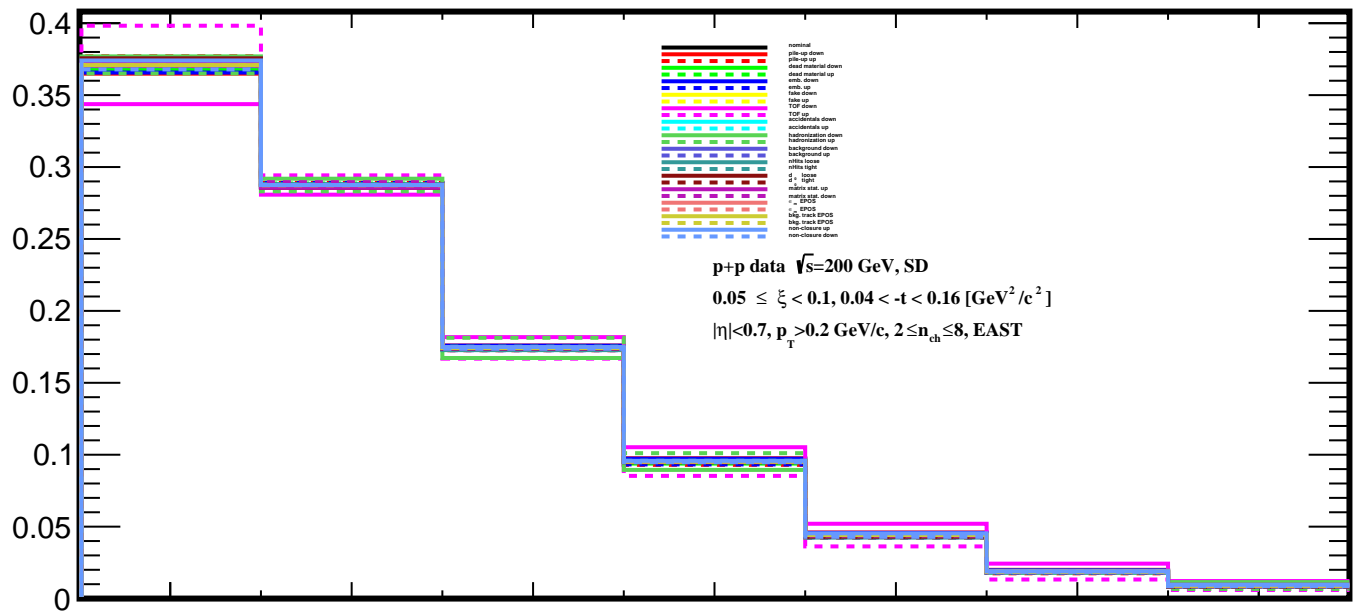 0.4
0.35
0.3
0.25
0.2
0.15
0.1
0.05
0
nominal
pile-up down
pile-up up
dead material down
dead material up
emb. down
emb. up
fake down
fake up
TOF down
TOF up
accidentals down
accidentals up
hadronization down
hadronization up
background down
background up
nHits loose
nHits tight
d₀ loose
d₀ tight
matrix stat. up
matrix stat. down
EPOS
EPOS
bkg. track EPOS
bkg. track EPOS
non-closure up
non-closure down
p+p data √s=200 GeV, SD
0.05 ≤ ξ < 0.1, 0.04 < -t < 0.16 [GeV²/c²]
|η|<0.7, p_T>0.2 GeV/c, 2≤n_ch≤8, EAST